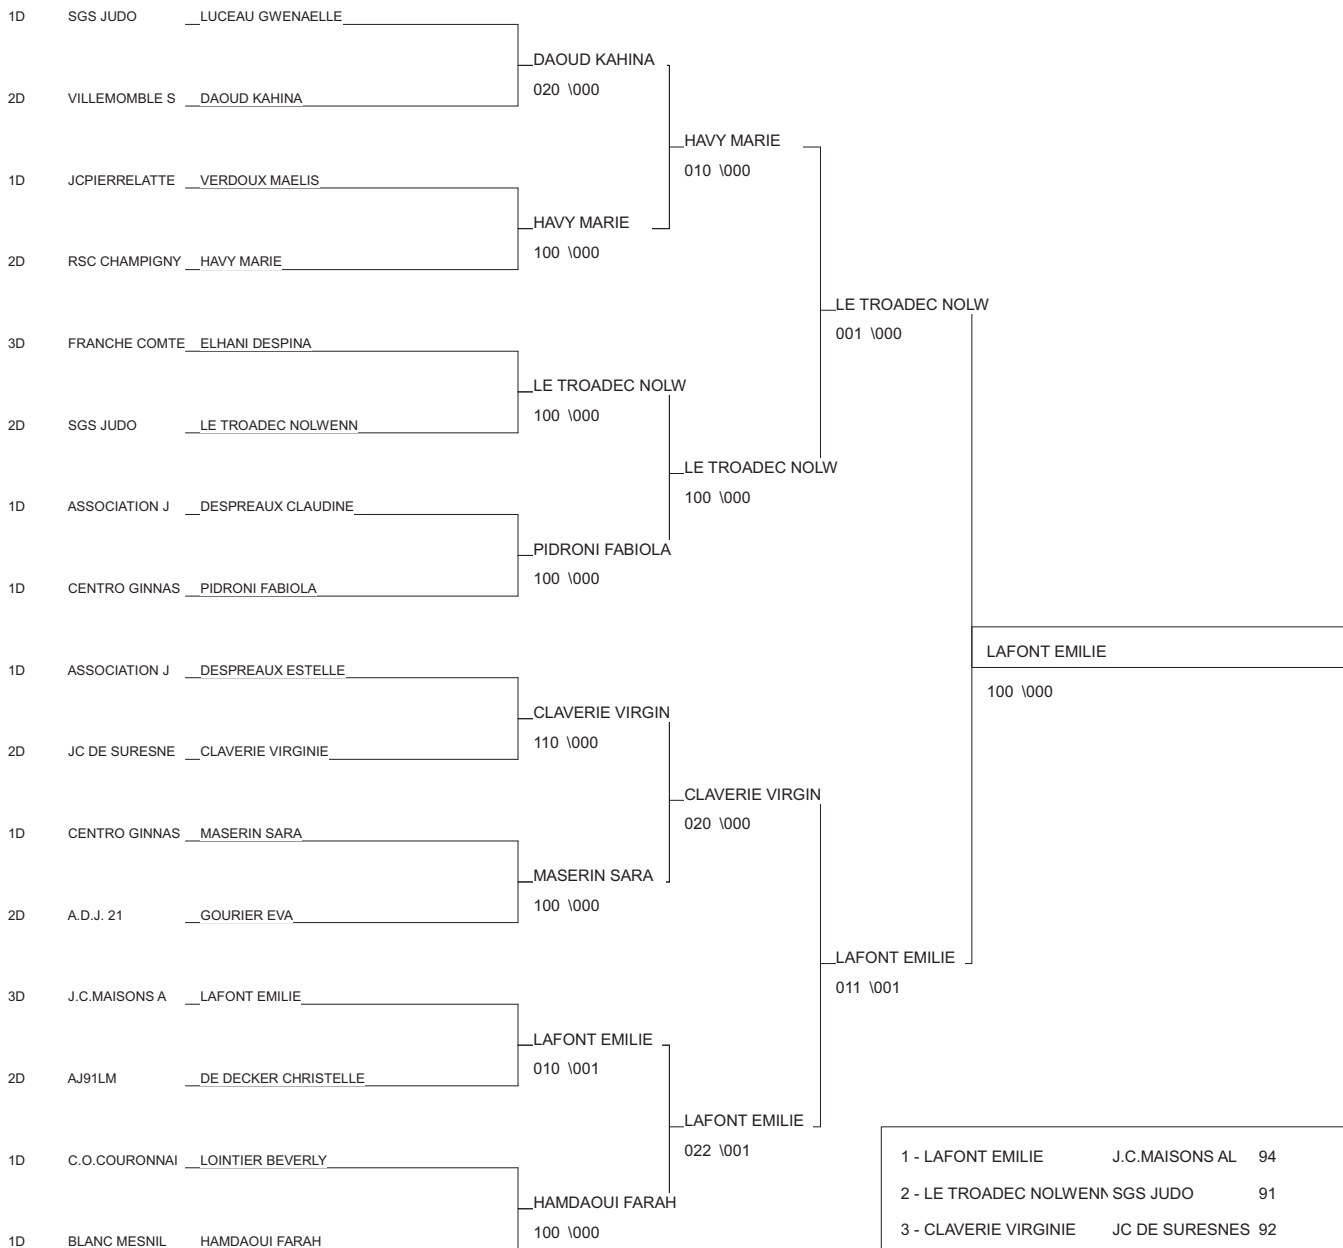 1D SGS JUDO LUCEAU GWENAELLE
DAOUD KAHINA
020 \000
2D VILLEMOMBLE S DAOUD KAHINA
HAVY MARIE
010 \000
1D JCPIERRELATTE VERDOUX MAELIS
HAVY MARIE
100 \000
2D RSC CHAMPIGNY HAVY MARIE
LE TROADEC NOLW
001 \000
3D FRANCHE COMTE ELHANI DESPINA
LE TROADEC NOLW
100 \000
2D SGS JUDO LE TROADEC NOLWENN
LE TROADEC NOLW
100 \000
1D ASSOCIATION J DESPREAUX CLAUDINE
PIDRONI FABIOLA
100 \000
1D CENTRO GINNAS PIDRONI FABIOLA
LAFONT EMILIE
100 \000
1D ASSOCIATION J DESPREAUX ESTELLE
CLAVERIE VIRGIN
110 \000
2D JC DE SURESNE CLAVERIE VIRGINIE
CLAVERIE VIRGIN
020 \000
1D CENTRO GINNAS MASERIN SARA
MASERIN SARA
100 \000
2D A.D.J. 21 GOURIER EVA
LAFONT EMILIE
011 \001
3D J.C.MAISONS A LAFONT EMILIE
LAFONT EMILIE
010 \001
2D AJ91LM DE DECKER CHRISTELLE
LAFONT EMILIE
022 \001
1D C.O.COURONNAI LOINTIER BEVERLY
HAMDAOUI FARAH
100 \000
1D BLANC MESNIL HAMDAOUI FARAH
1 - LAFONT EMILIE J.C.MAISONS AL 94
2 - LE TROADEC NOLWENN SGS JUDO 91
3 - CLAVERIE VIRGINIE JC DE SURESNES 92